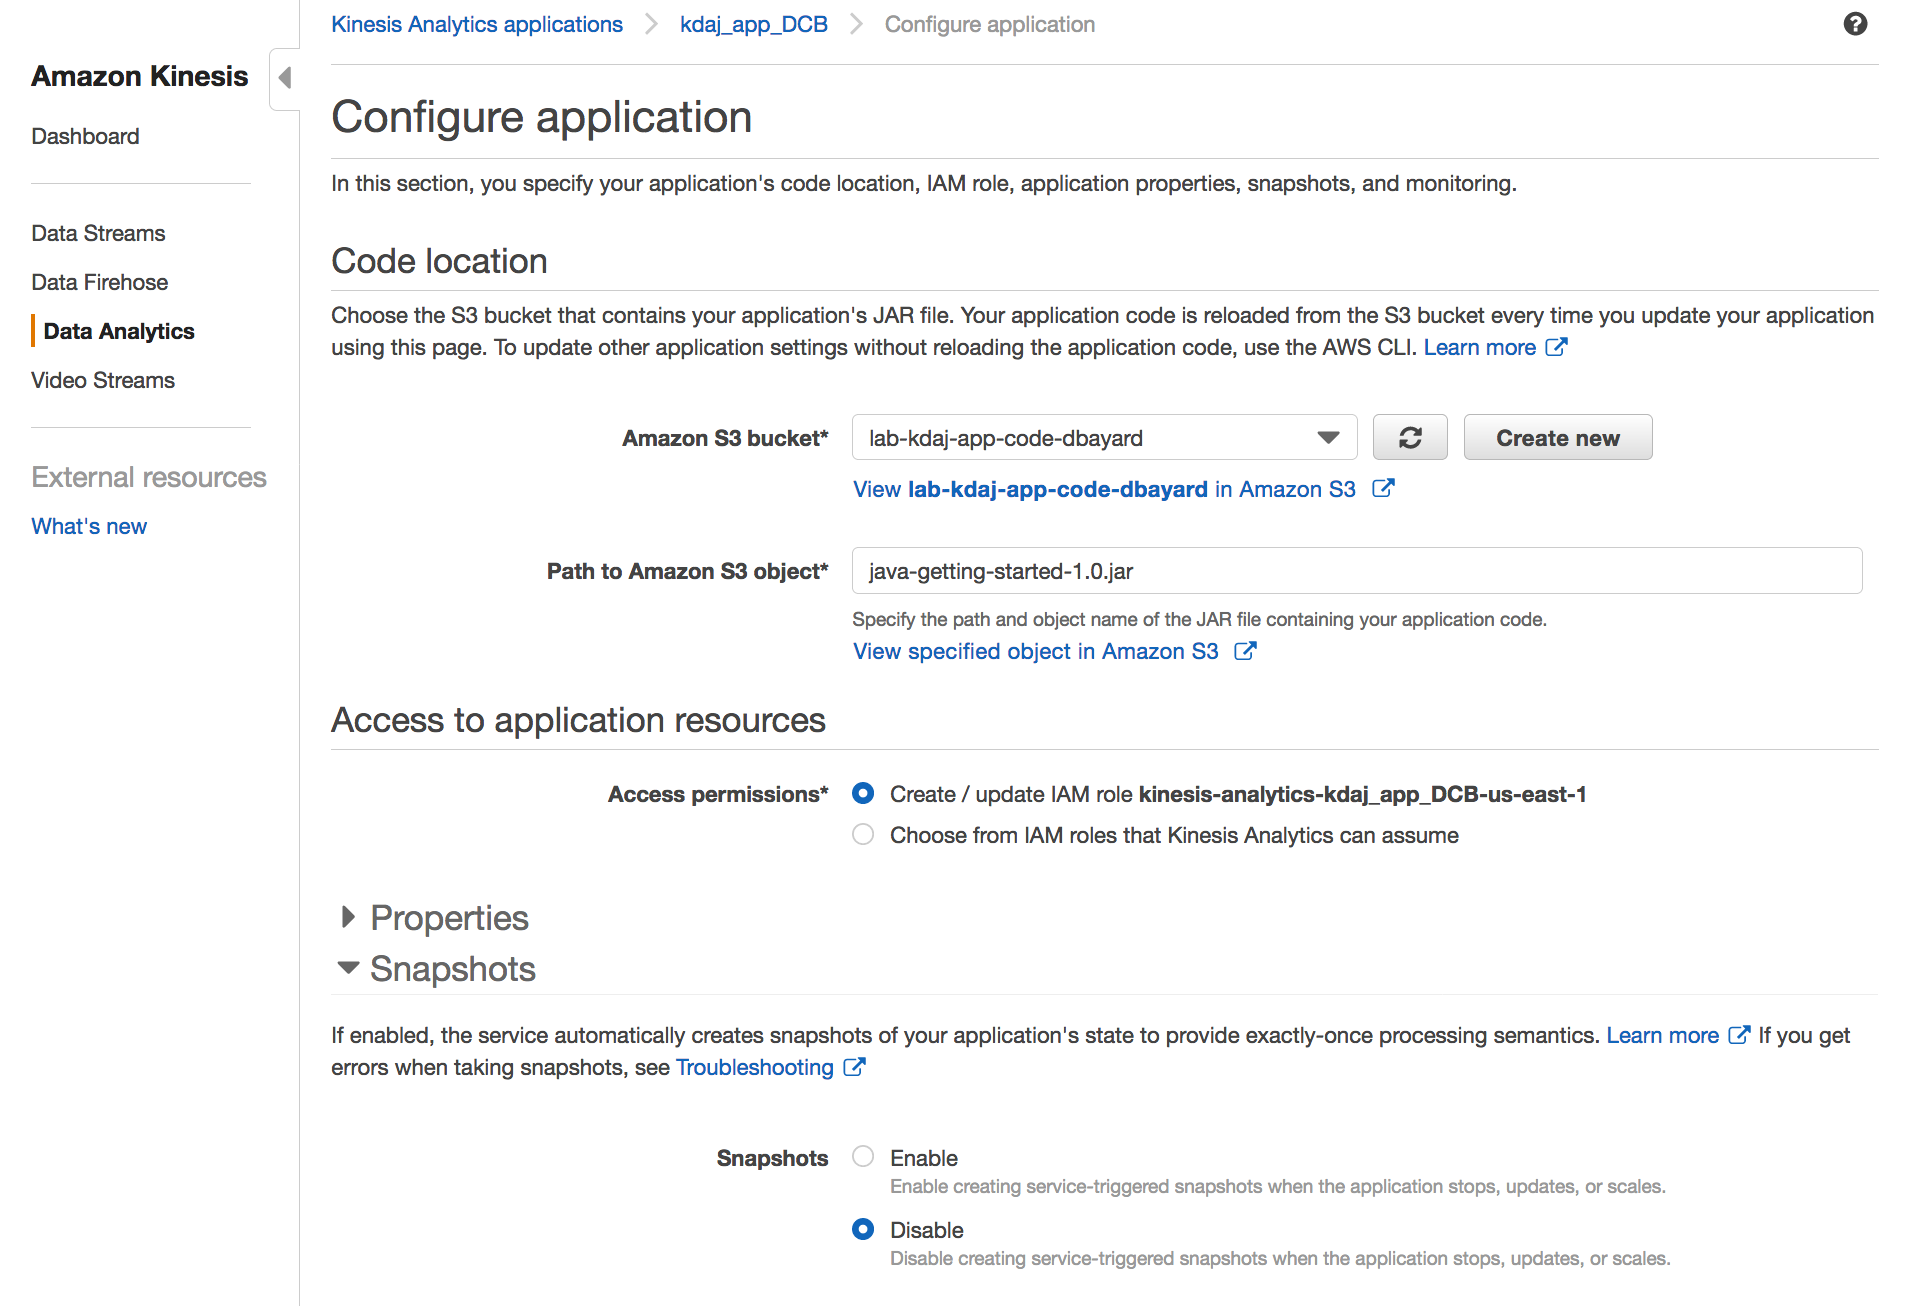 Amazon Kinesis
Dashboard
Data Streams
Data Firehose
Data Analytics
Video Streams
External resources
What's new
Kinesis Analytics applications
kdaj_app_DCB
Configure application
Configure application
In this section, you specify your application's code location, IAM role, application properties, snapshots, and monitoring.
Code location
Choose the S3 bucket that contains your application's JAR file. Your application code is reloaded from the S3 bucket every time you update your application
using this page. To update other application settings without reloading the application code, use the AWS CLI. Learn more
Amazon S3 bucket*
lab-kdaj-app-code-dbayard
Create new
View lab-kdaj-app-code-dbayard in Amazon S3
Path to Amazon S3 object*
java-getting-started-1.0.jar
Specify the path and object name of the JAR file containing your application code.
View specified object in Amazon S3
Access to application resources
Access permissions*
Create / update IAM role kinesis-analytics-kdaj_app_DCB-us-east-1
Choose from IAM roles that Kinesis Analytics can assume
Properties
Snapshots
If enabled, the service automatically creates snapshots of your application's state to provide exactly-once processing semantics. Learn more If you get
errors when taking snapshots, see Troubleshooting
Snapshots
Enable
Enable creating service-triggered snapshots when the application stops, updates, or scales.
Disable
Disable creating service-triggered snapshots when the application stops, updates, or scales.